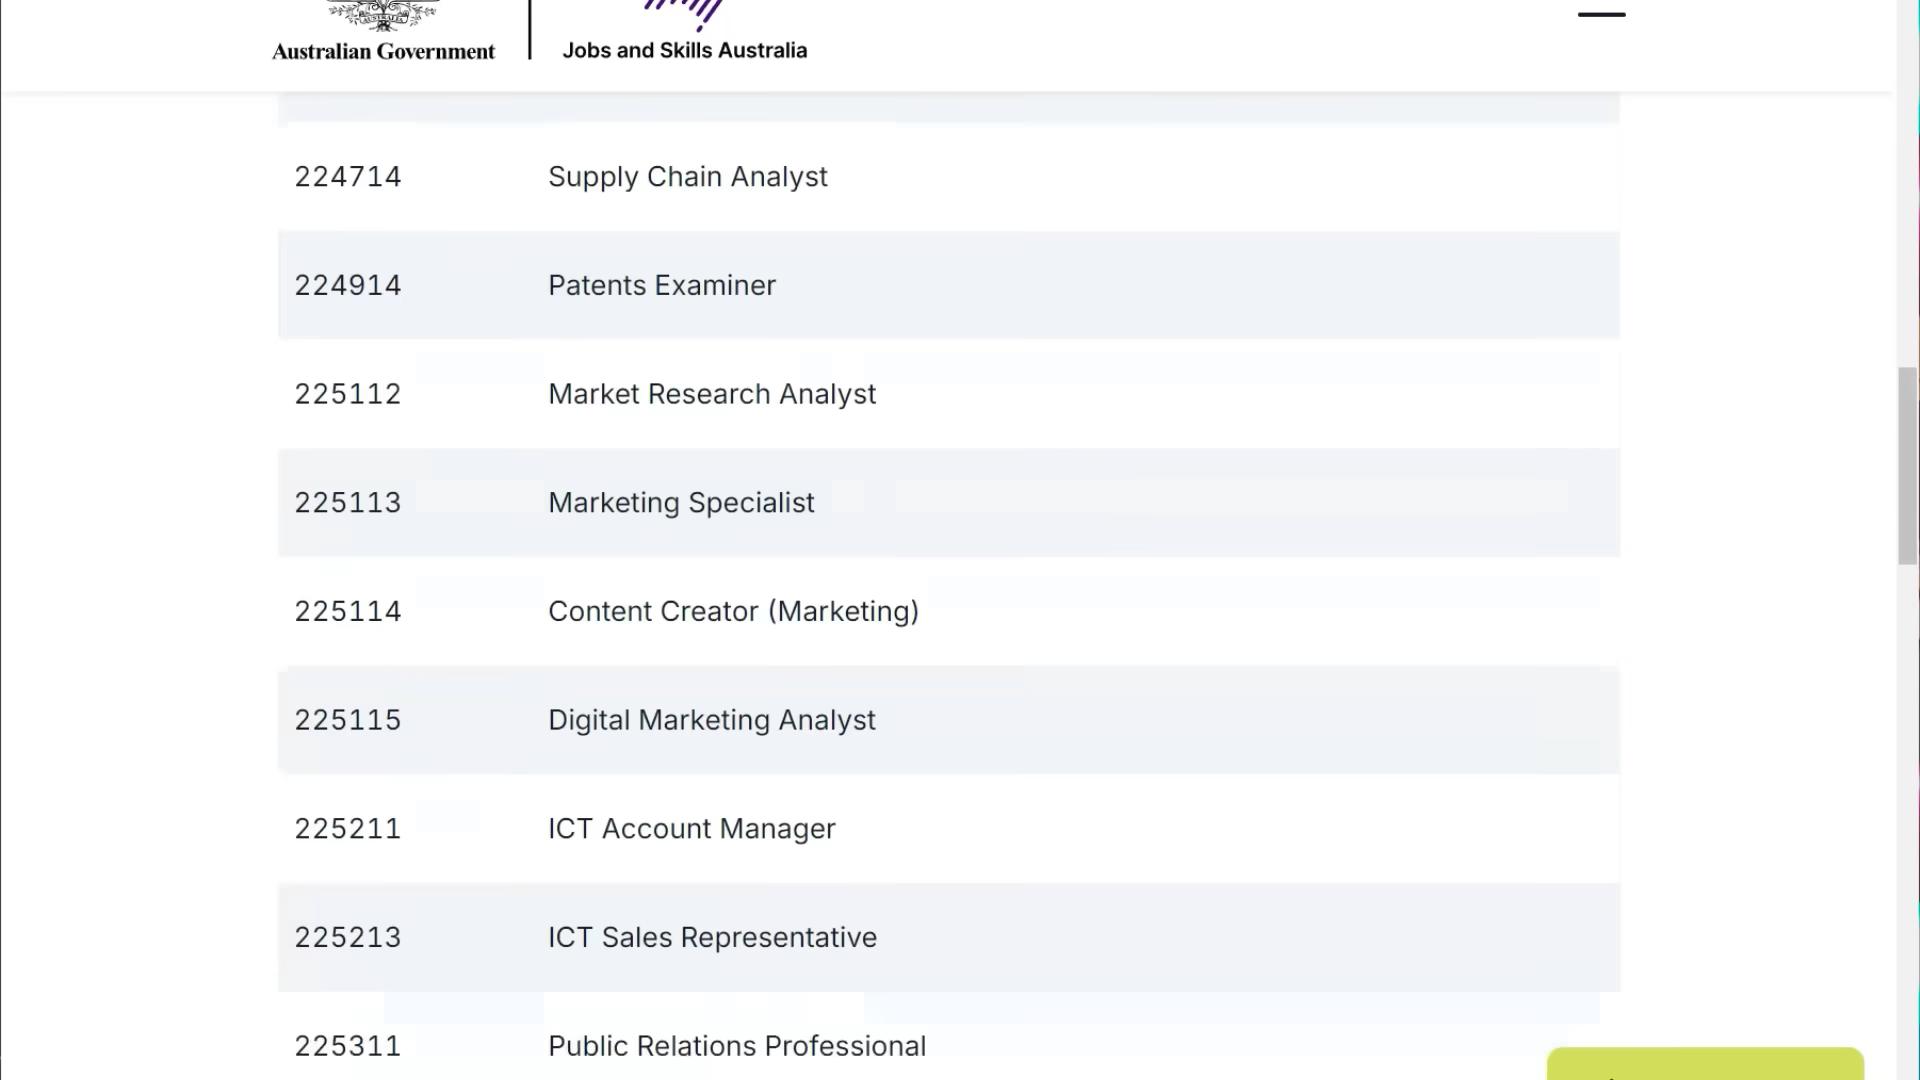 AUSTRALIA
Australian Government
Jobs and Skills Australia
224714 Supply Chain Analyst
224914 Patents Examiner
225112 Market Research Analyst
225113 Marketing Specialist
225114 Content Creator (Marketing)
225115 Digital Marketing Analyst
225211 ICT Account Manager
225213 ICT Sales Representative
225311 Public Relations Professional